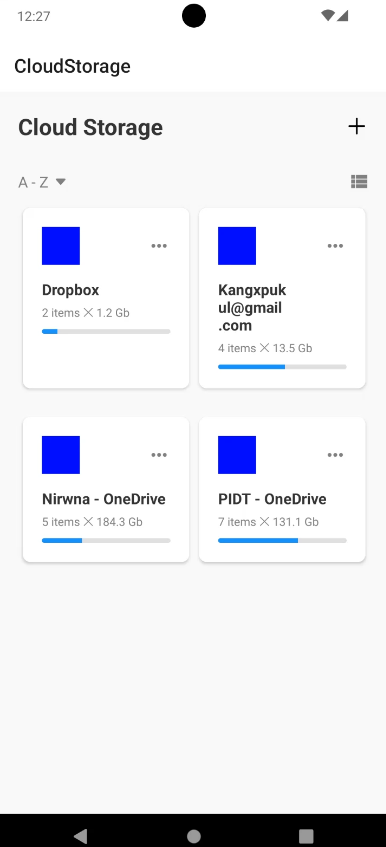 12:27
CloudStorage
Cloud Storage
A - Z
Dropbox
2 items × 1.2 Gb
Kangxpuk
ul@gmail
.com
4 items × 13.5 Gb
Nirwna - OneDrive
5 items × 184.3 Gb
PIDT - OneDrive
7 items × 131.1 Gb